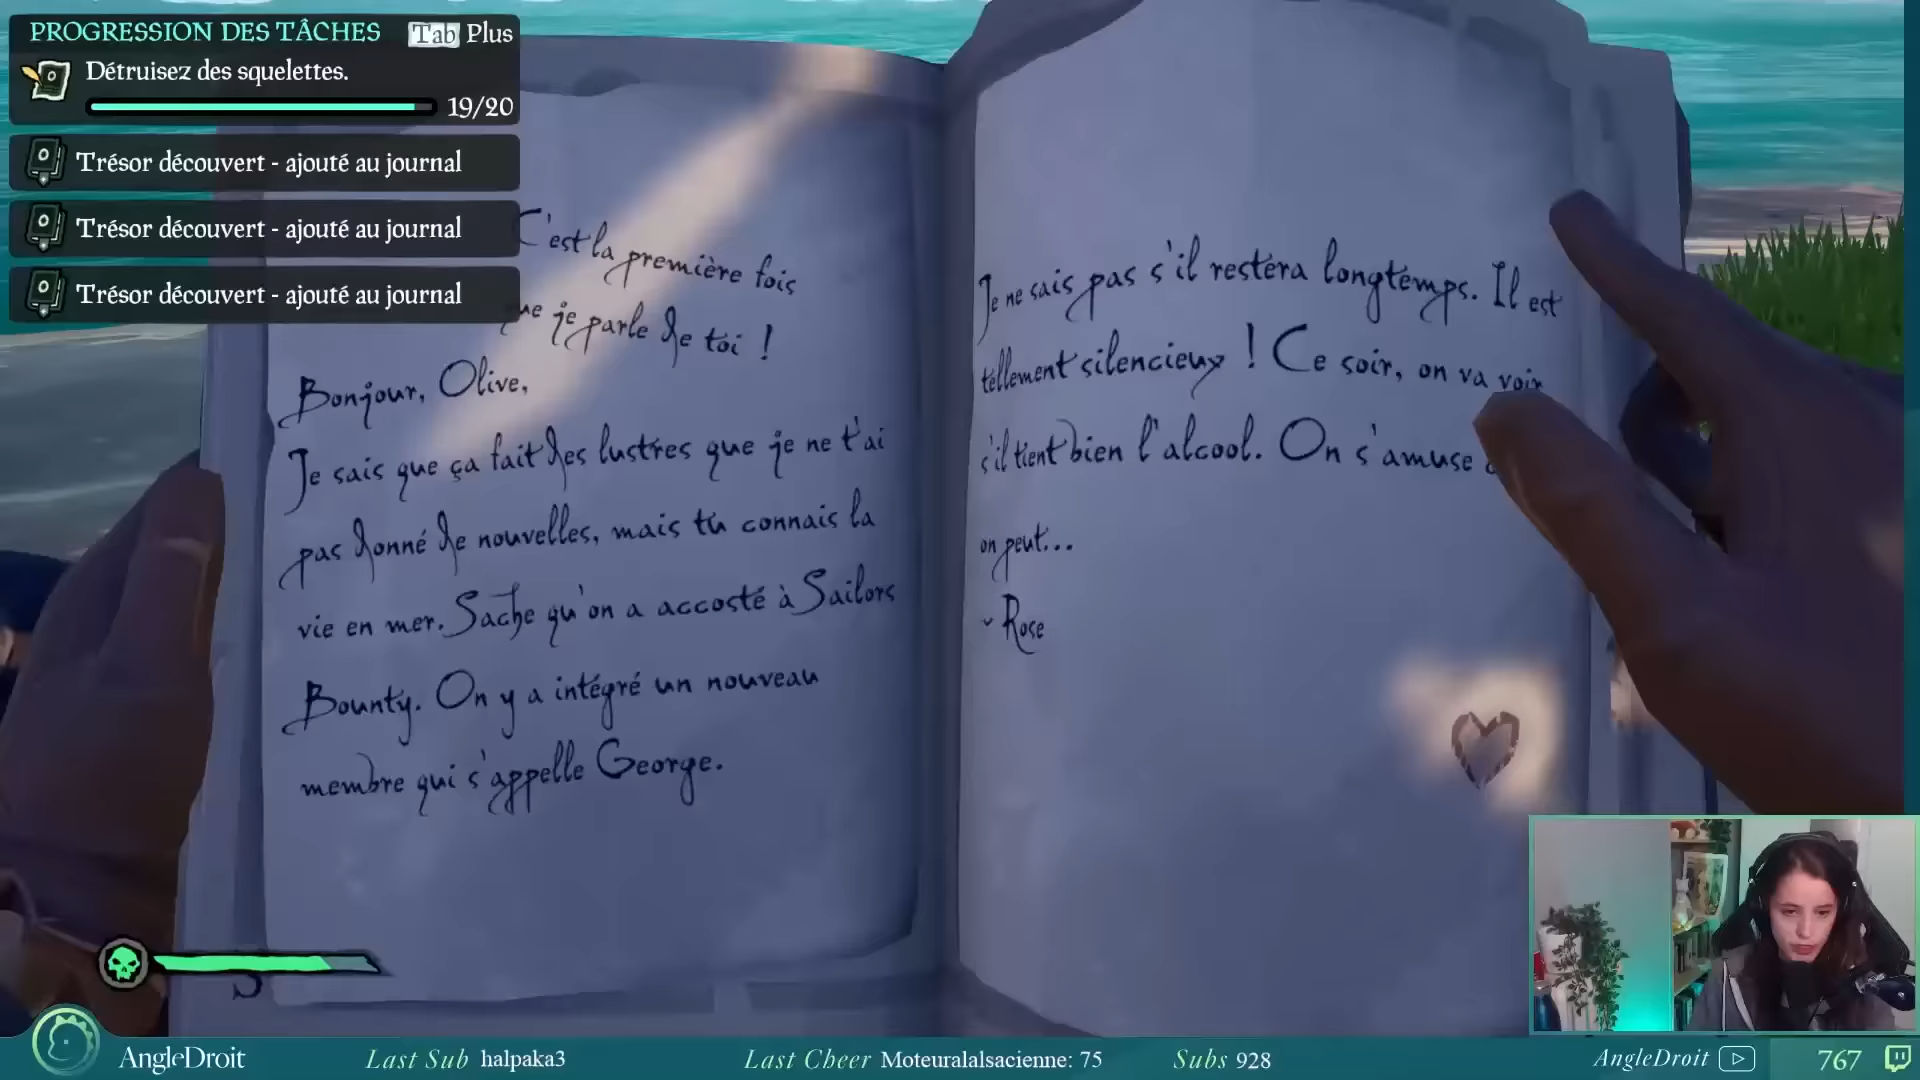 PROGRESSION DES TÂCHES Tab Plus
Détruisez des squelettes.
19/20
Trésor découvert - ajouté au journal
Trésor découvert - ajouté au journal
Trésor découvert - ajouté au journal
C'est la première fois
je parle de toi !
Bonjour, Olive,
Je sais que ça fait des lustres que je ne t'ai
pas donné de nouvelles, mais tu connais la
vie en mer. Sache qu'on a accosté à Sailors
Bounty. On y a intégré un nouveau
membre qui s'appelle George.
Je ne sais pas s'il restera longtemps. Il est
tellement silencieux ! Ce soir, on va voir
s'il tient bien l'alcool. On s'amuse
on peut...
~ Rose
AngleDroit
Last Sub halpaka3
Last Cheer Moteuralalsacienne: 75
Subs 928
AngleDroit
767